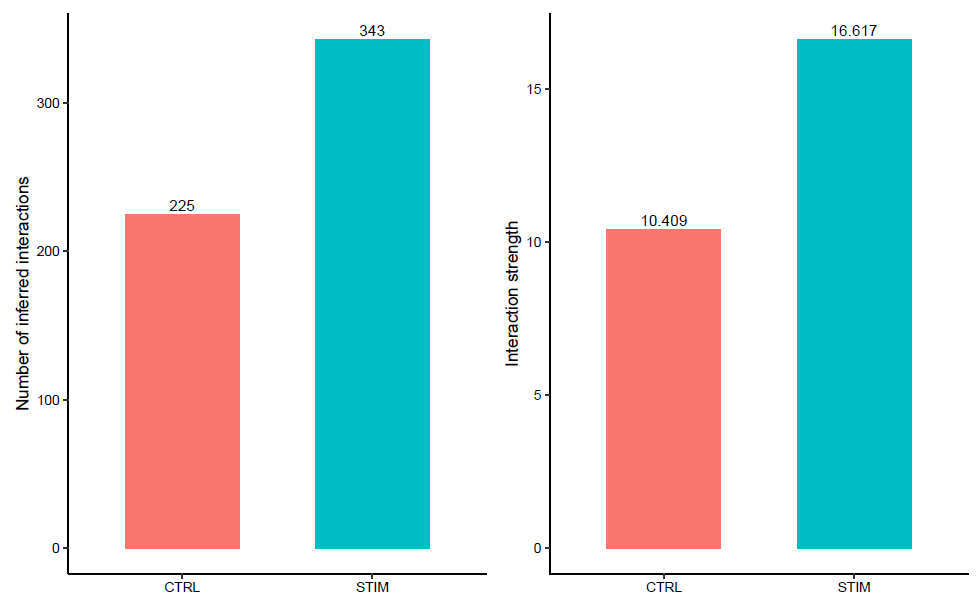 Number of inferred interactions
300
200
100
0
225
343
CTRL
STIM
Interaction strength
15
10
5
0
10.409
16.617
CTRL
STIM